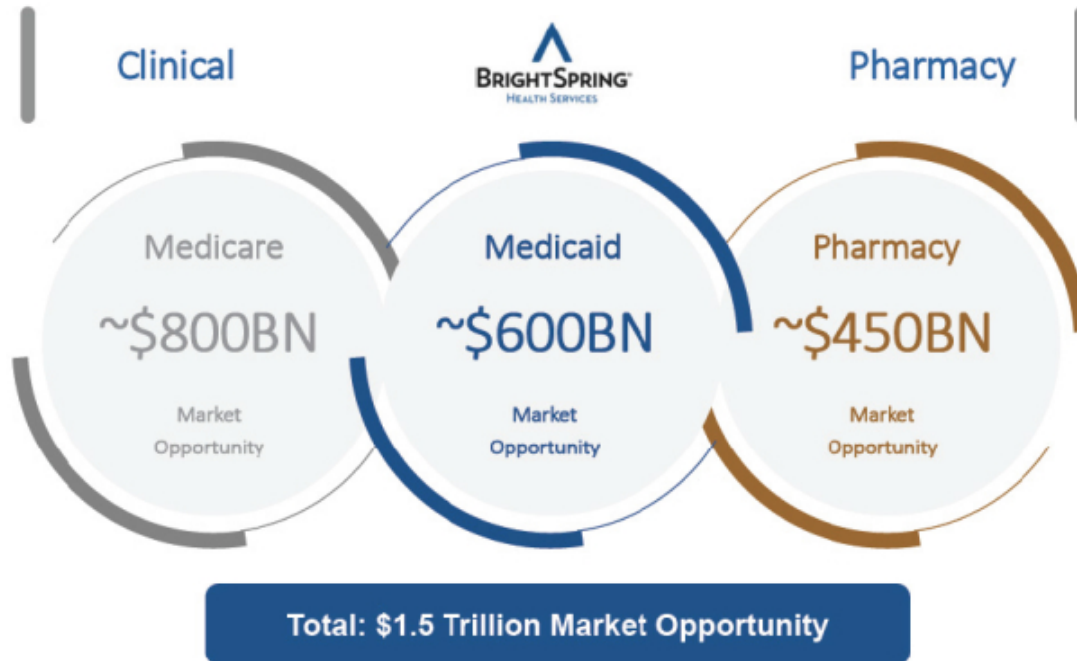 Clinical
BRIGHTSPRING®
HEALTH SERVICES
Pharmacy
Medicare
~$800BN
Market
Opportunity
Medicaid
~$600BN
Market
Opportunity
Pharmacy
~$450BN
Market
Opportunity
Total: $1.5 Trillion Market Opportunity